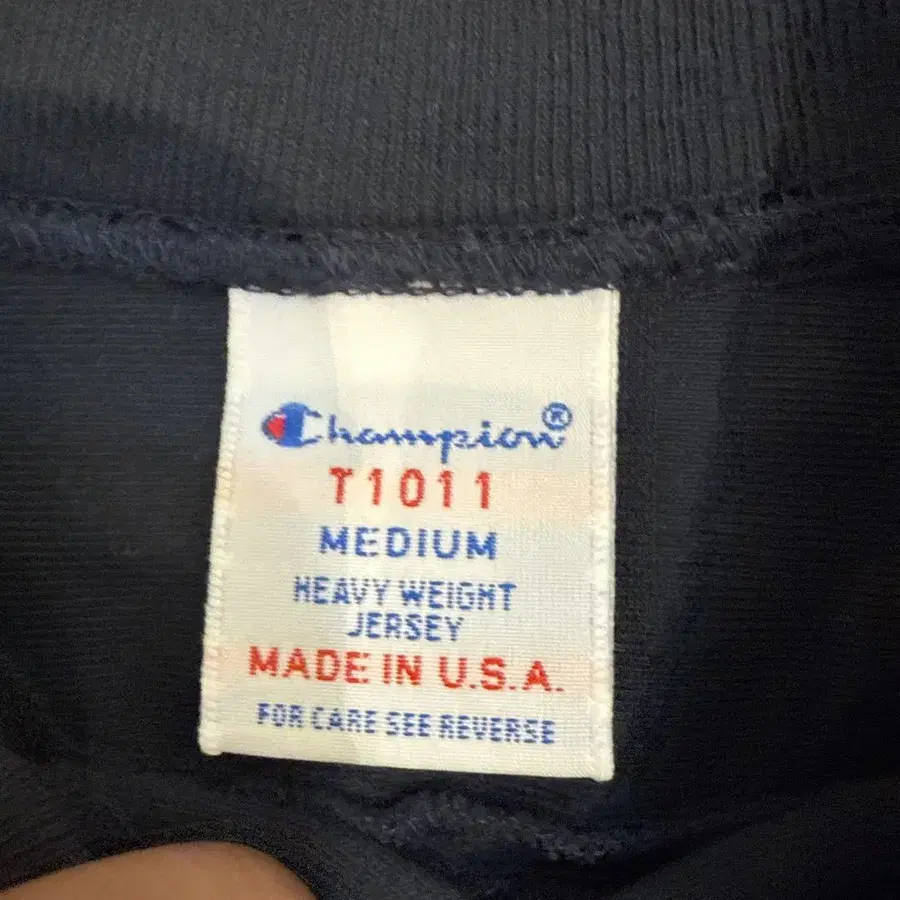 Champion®
T1011
MEDIUM
HEAVY WEIGHT
JERSEY
MADE IN U.S.A.
FOR CARE SEE REVERSE